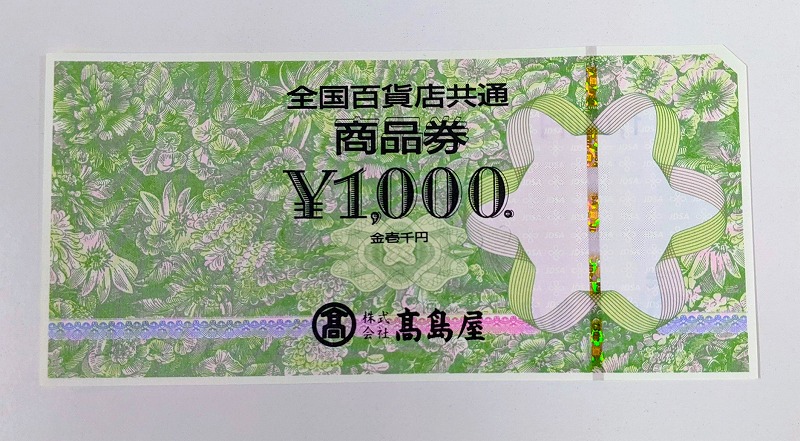 全国百貨店共通
商品券
¥1,000.
金壱千円
髙 株式会社 髙島屋